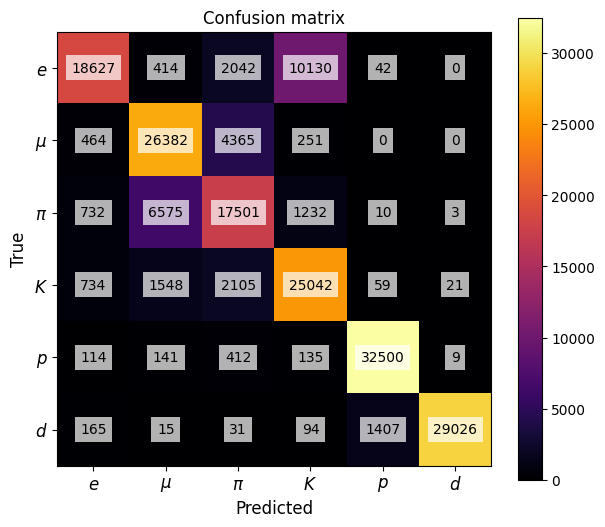 Confusion matrix
True
e 18627 414 2042 10130 42 0
μ 464 26382 4365 251 0 0
π 732 6575 17501 1232 10 3
K 734 1548 2105 25042 59 21
p 114 141 412 135 32500 9
d 165 15 31 94 1407 29026
e μ π K p d
Predicted
30000
25000
20000
15000
10000
5000
0